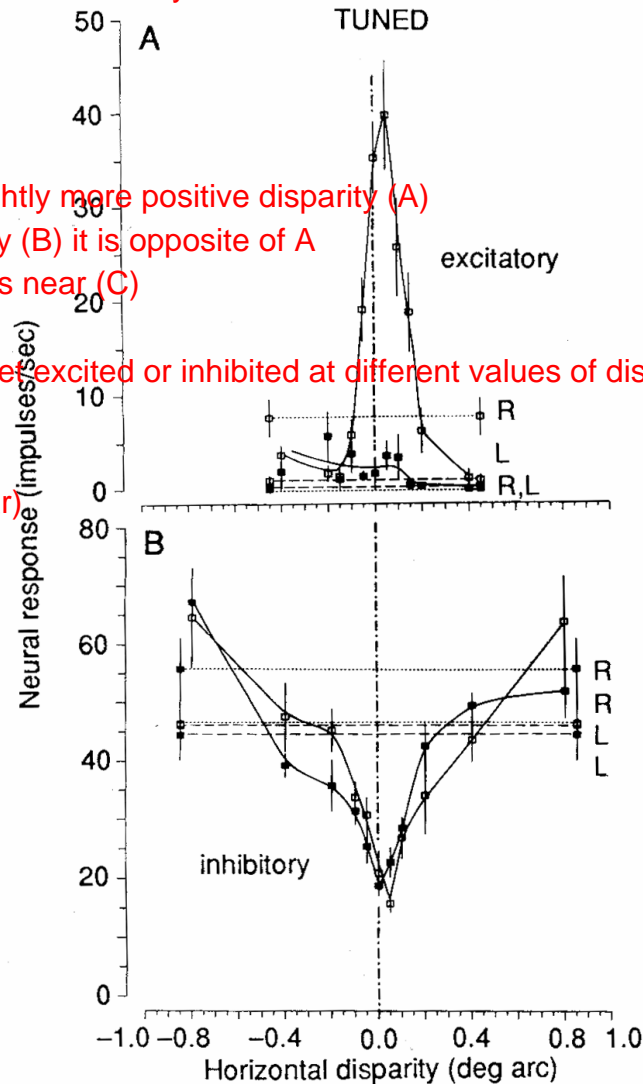 50
A
TUNED
40
htly more positive disparity (A)
30
y (B) it is opposite of A
excitatory
s near (C)
20
et excited or inhibited at different values of dis
10
R
L
0
R,L
r)
Neural response (impulses/sec)
80
B
60
R
R
L
40
L
inhibitory
20
0
-1.0 -0.8 -0.4 0.0 0.4 0.8 1.0
Horizontal disparity (deg arc)